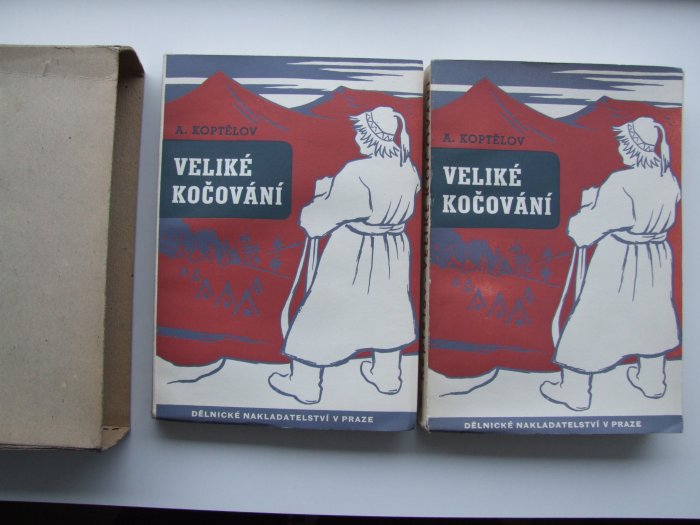 A. KOPTĚLOV
VELIKÉ
KOČOVÁNÍ
DĚLNICKÉ NAKLADATELSTVÍ V PRAZE
A. KOPTĚLOV
VELIKÉ
KOČOVÁNÍ
DĚLNICKÉ NAKLADATELSTVÍ V PRAZE